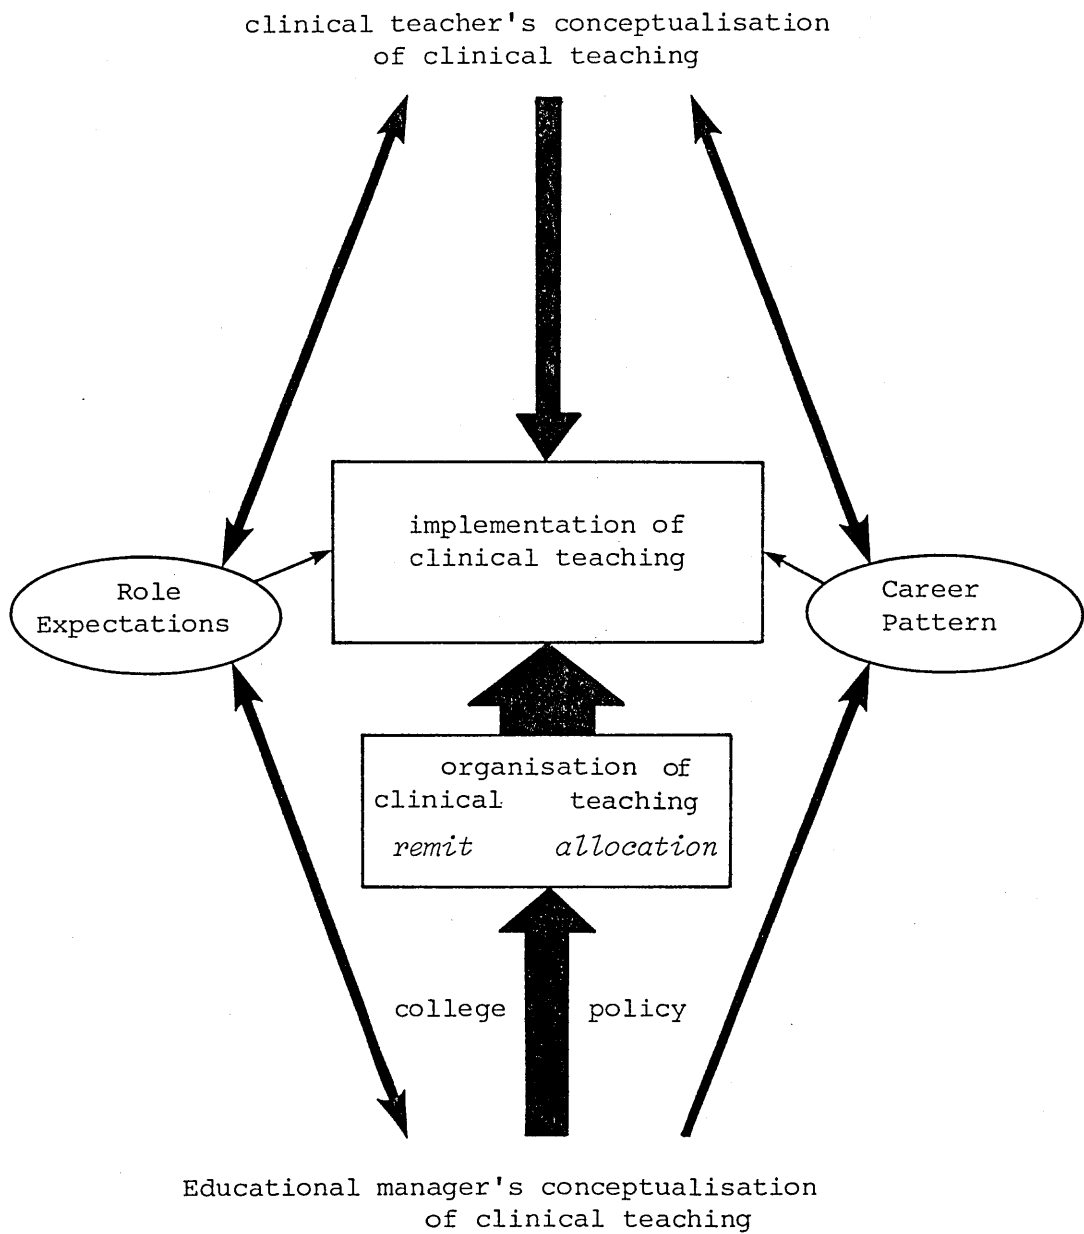 clinical teacher's conceptualisation
of clinical teaching
implementation of
clinical teaching
Role
Expectations
Career
Pattern
organisation of
clinical teaching
remit allocation
college policy
Educational manager's conceptualisation
of clinical teaching